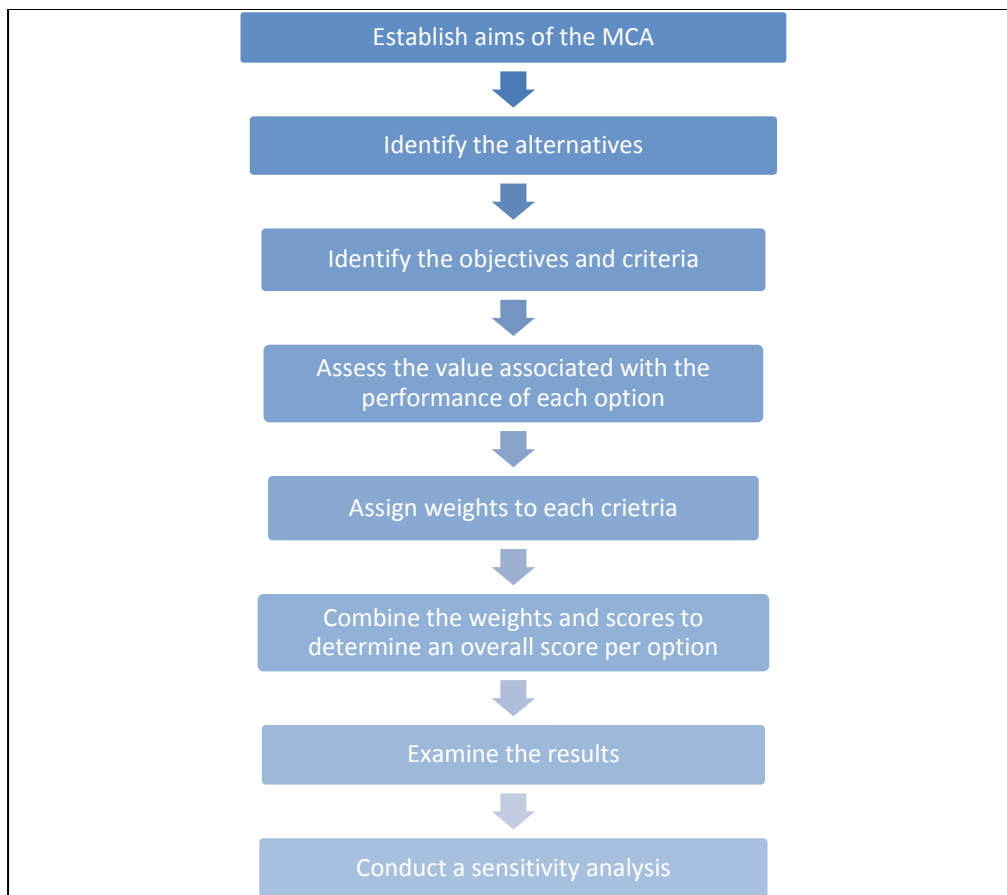 Establish aims of the MCA
Identify the alternatives
Identify the objectives and criteria
Assess the value associated with the
performance of each option
Assign weights to each crietria
Combine the weights and scores to
determine an overall score per option
Examine the results
Conduct a sensitivity analysis